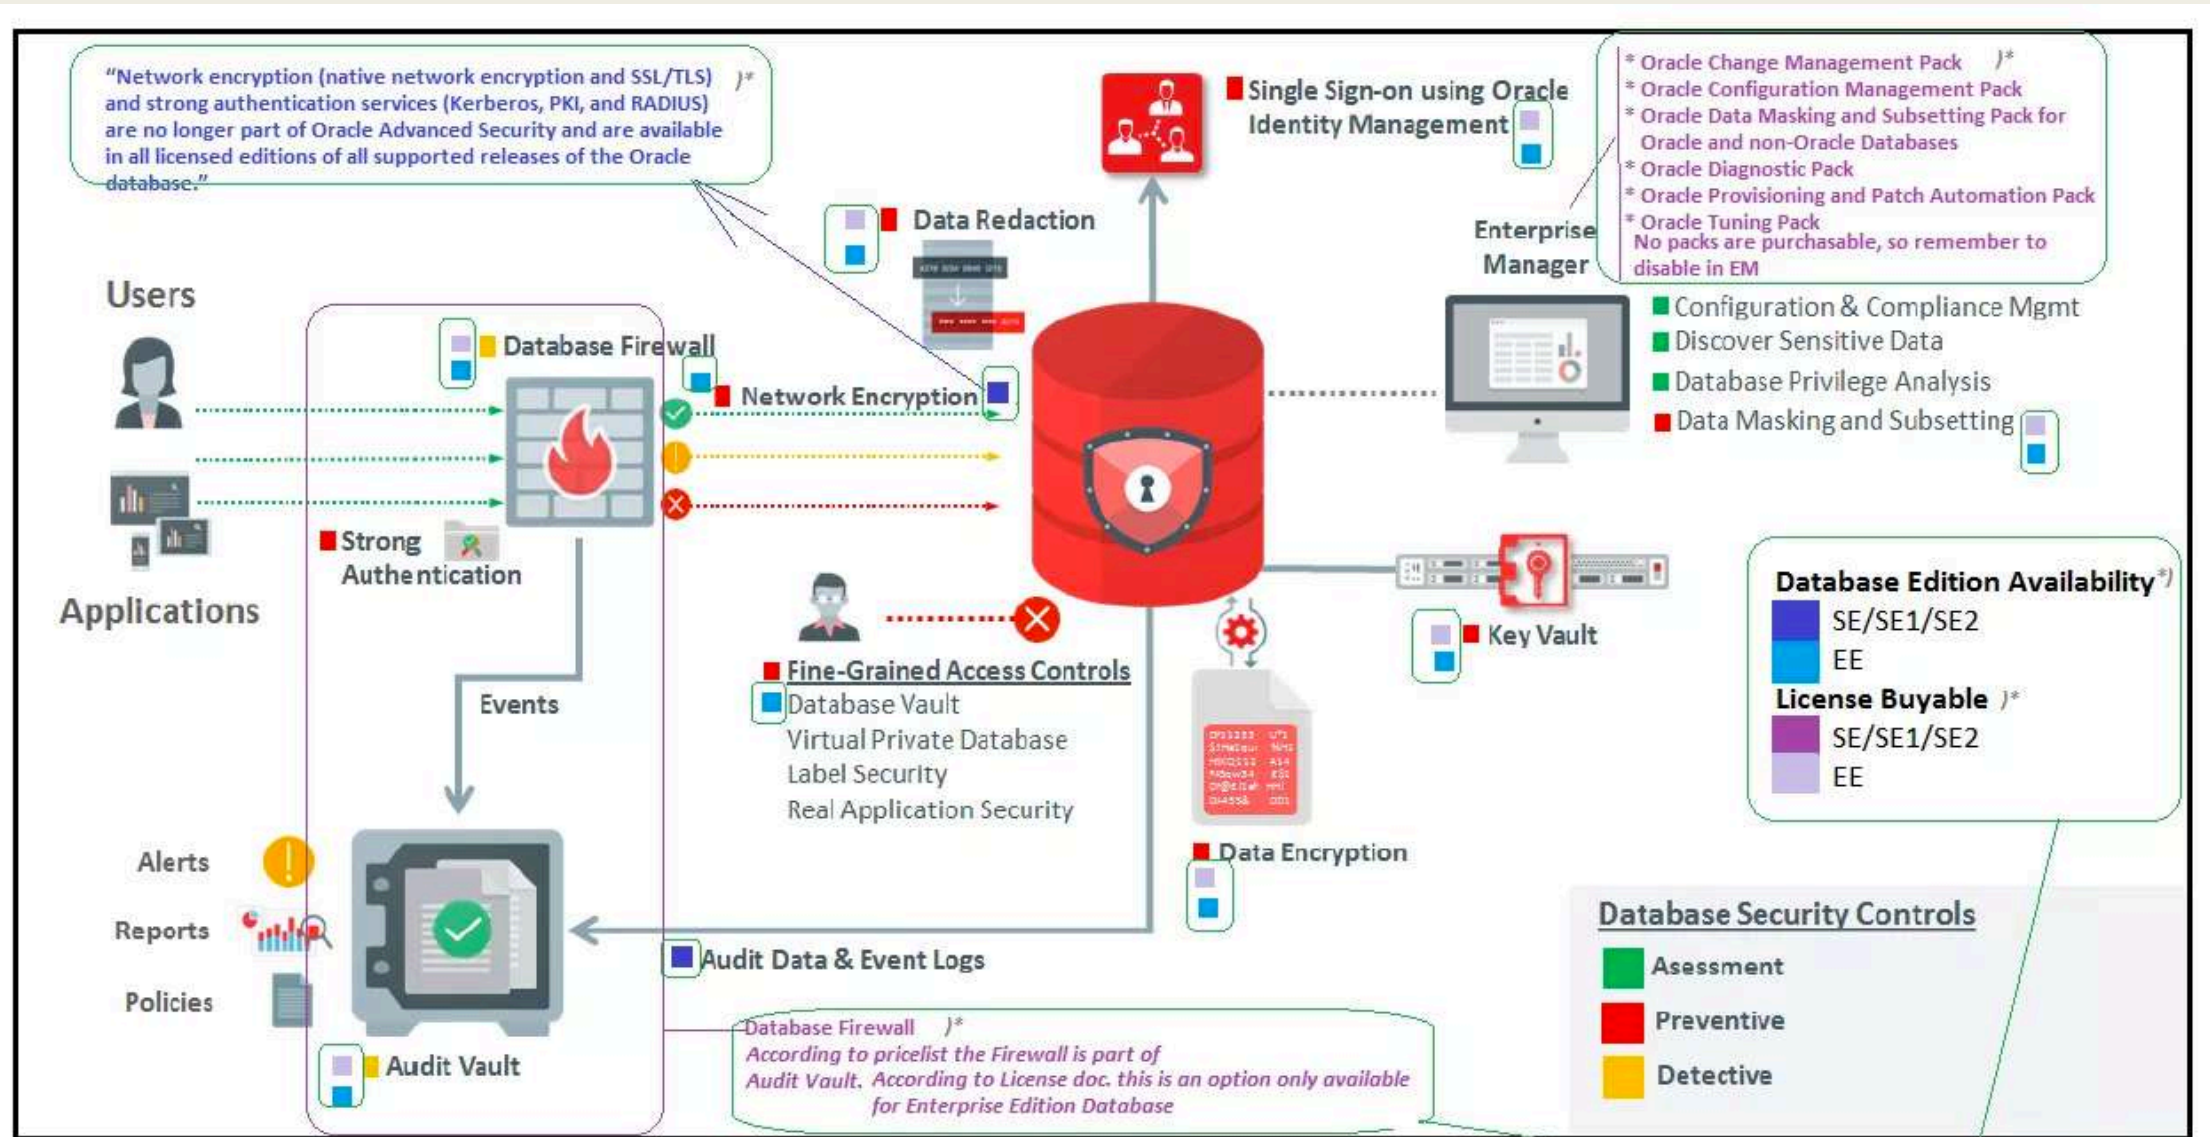 “Network encryption (native network encryption and SSL/TLS) )*
and strong authentication services (Kerberos, PKI, and RADIUS)
are no longer part of Oracle Advanced Security and are available
in all licensed editions of all supported releases of the Oracle
database.”
Single Sign-on using Oracle
Identity Management
* Oracle Change Management Pack )*
* Oracle Configuration Management Pack
* Oracle Data Masking and Subsetting Pack for
Oracle and non-Oracle Databases
* Oracle Diagnostic Pack
* Oracle Provisioning and Patch Automation Pack
* Oracle Tuning Pack
No packs are purchasable, so remember to
disable in EM
Enterprise
Manager
Data Redaction
Users
Database Firewall
Network Encryption
Configuration & Compliance Mgmt
Discover Sensitive Data
Database Privilege Analysis
Data Masking and Subsetting
Strong
Authentication
Applications
Key Vault
Database Edition Availability *)
SE/SE1/SE2
EE
License Buyable )*
SE/SE1/SE2
EE
Fine-Grained Access Controls
Database Vault
Virtual Private Database
Label Security
Real Application Security
Events
Data Encryption
Alerts
Reports
Policies
Audit Data & Event Logs
Audit Vault
Database Firewall )*
According to pricelist the Firewall is part of
Audit Vault. According to License doc. this is an option only available
for Enterprise Edition Database
Database Security Controls
Asessment
Preventive
Detective